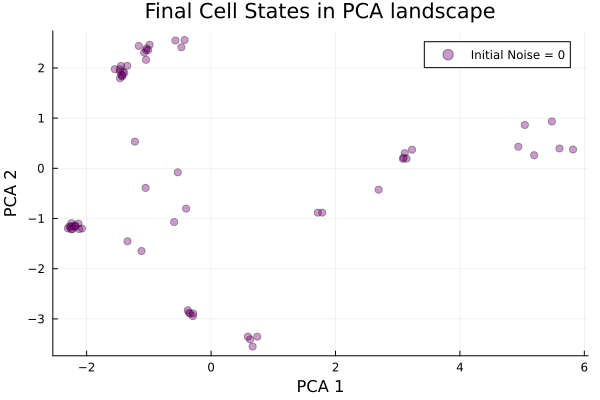 Final Cell States in PCA landscape
Initial Noise = 0
2
1
0
−1
−2
−3
PCA 2
−2
0
2
4
6
PCA 1